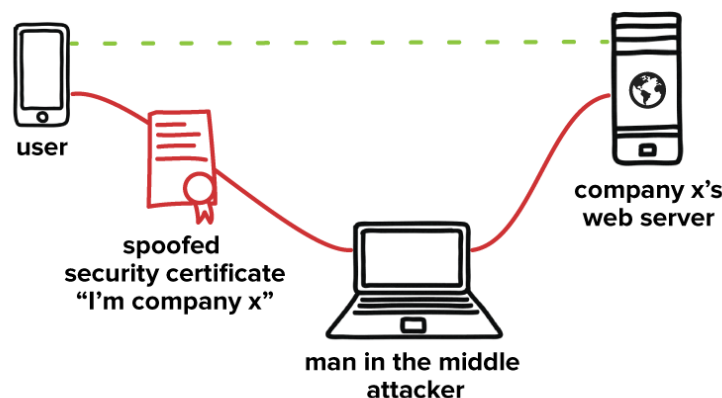 user
company x's
web server
spoofed
security certificate
“I’m company x”
man in the middle
attacker